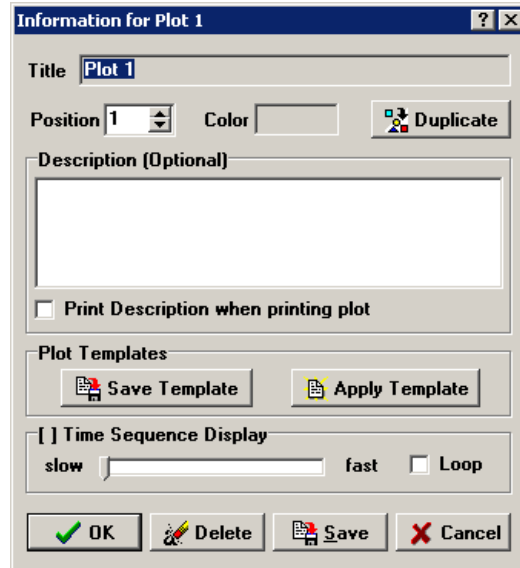 Information for Plot 1
Title Plot 1
Position 1 Color Duplicate
Description (Optional)
Print Description when printing plot
Plot Templates
Save Template Apply Template
[ ] Time Sequence Display
slow fast Loop
OK Delete Save Cancel